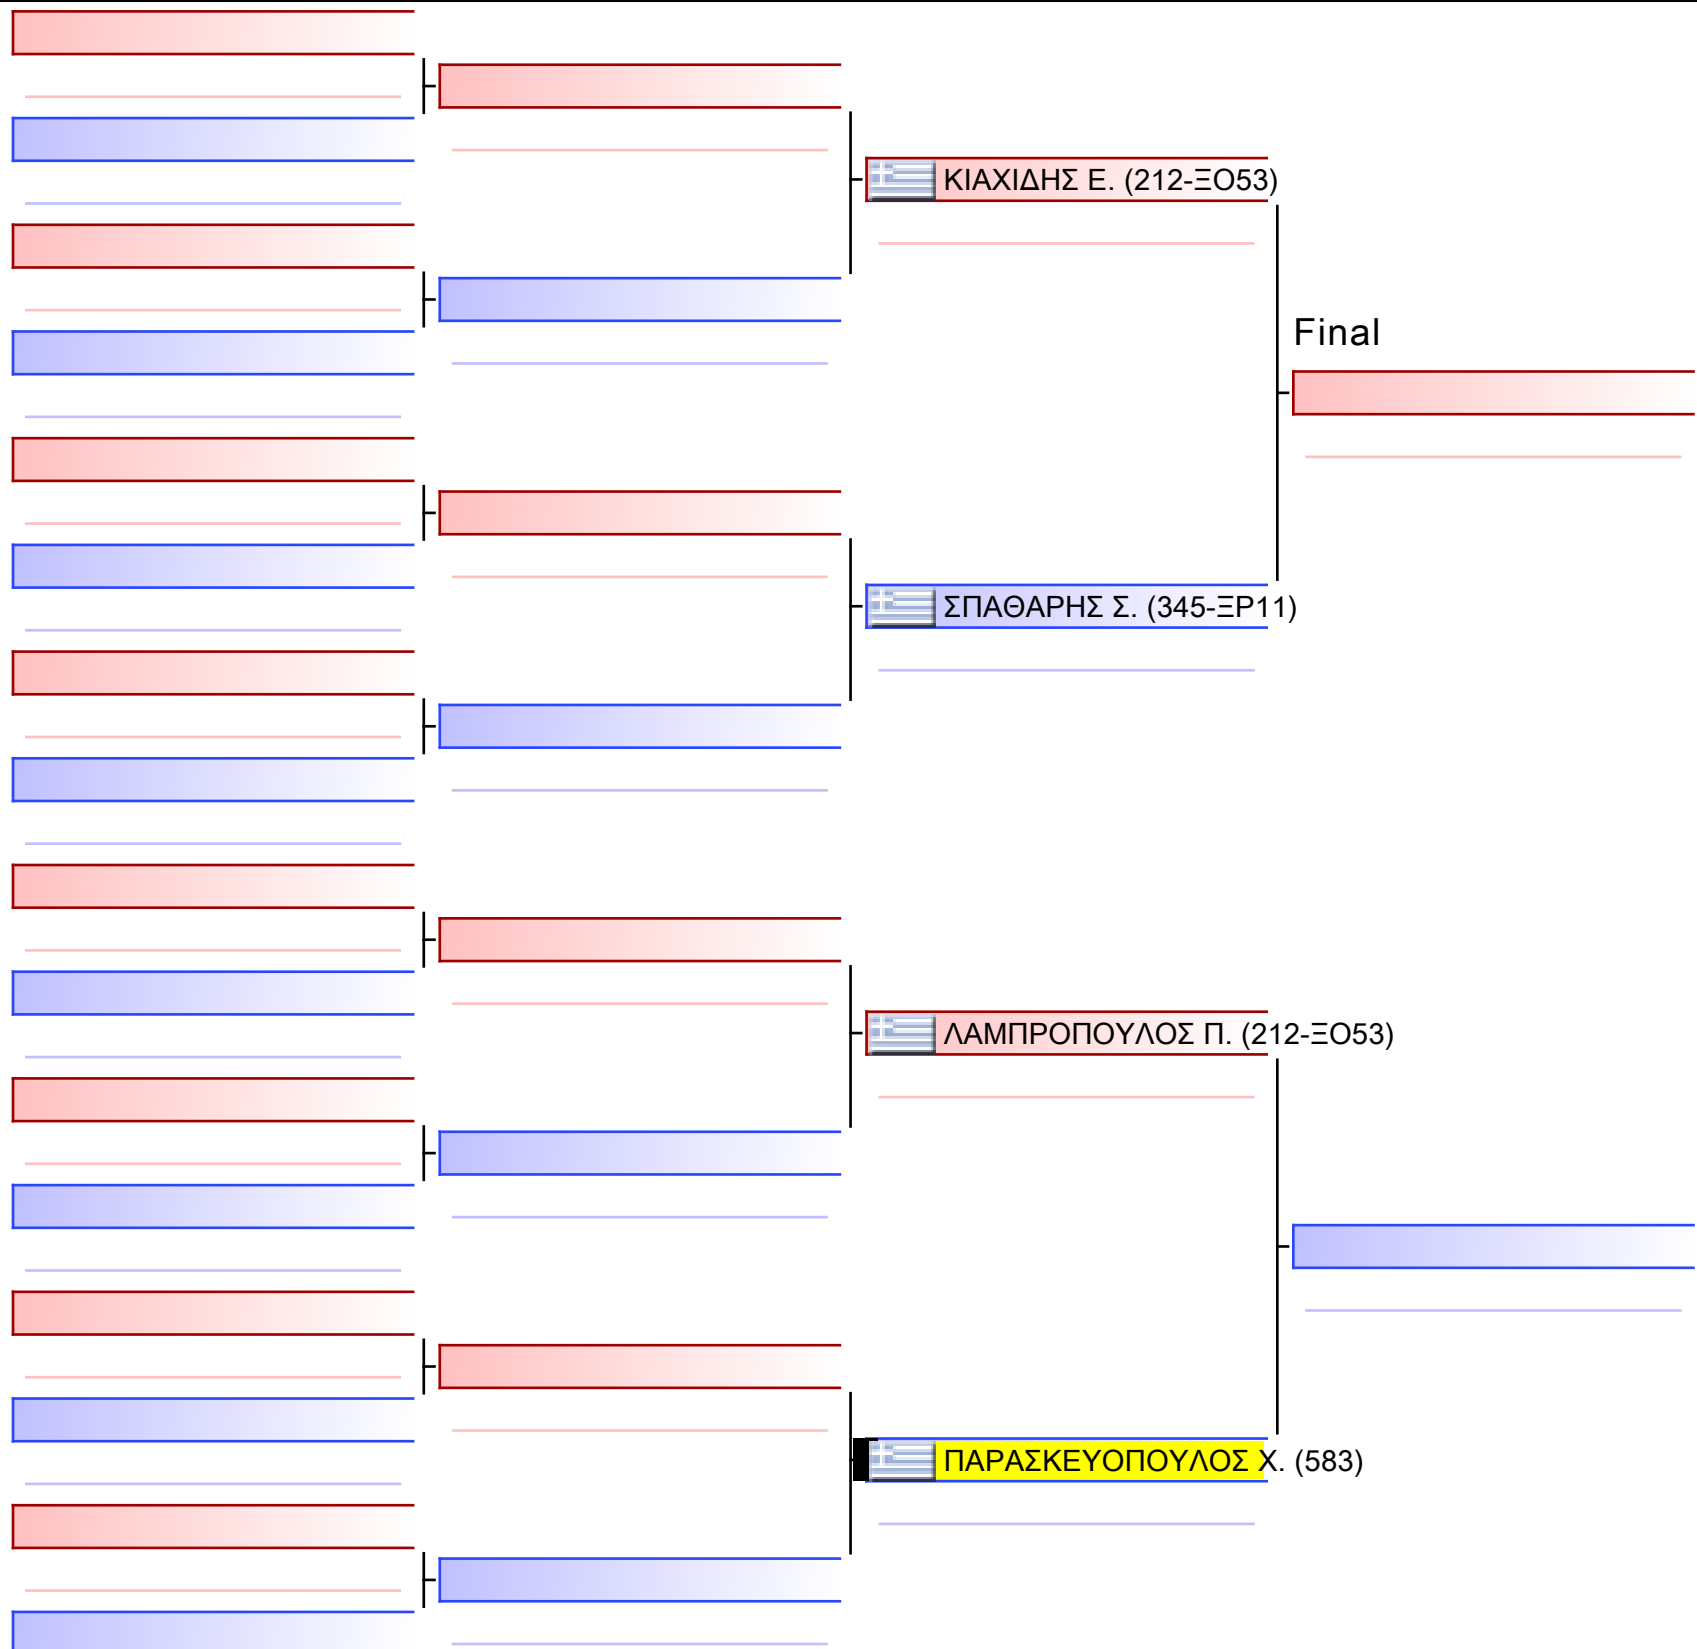 ΚΙΑΧΙΔΗΣ Ε. (212-ΞΟ53)
Final
ΣΠΑΘΑΡΗΣ Σ. (345-ΞΡ11)
ΛΑΜΠΡΟΠΟΥΛΟΣ Π. (212-ΞΟ53)
ΠΑΡΑΣΚΕΥΟΠΟΥΛΟΣ Χ. (583)